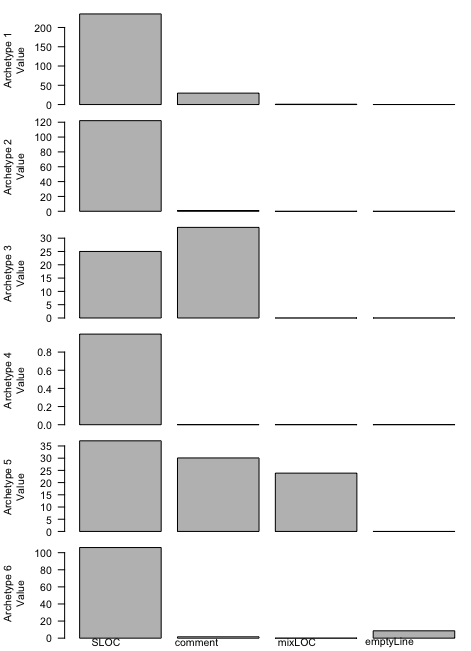 Archetype 1
Value
200
150
100
50
0
Archetype 2
Value
120
100
80
60
40
20
0
Archetype 3
Value
30
25
20
15
10
5
0
Archetype 4
Value
0.8
0.6
0.4
0.2
0.0
Archetype 5
Value
35
30
25
20
15
10
5
0
Archetype 6
Value
100
80
60
40
20
0
SLOC comment mixLOC emptyLine